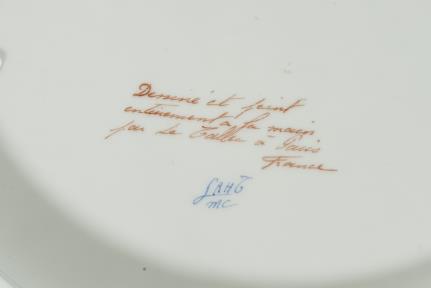 Dessiné et peint
entièrement à la main
par Le Tallec à Paris
France
mc